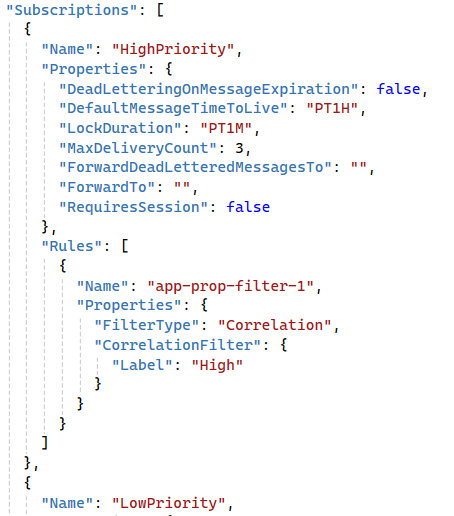 "Subscriptions": [
{
"Name": "HighPriority",
"Properties": {
"DeadLetteringOnMessageExpiration": false,
"DefaultMessageTimeToLive": "PT1H",
"LockDuration": "PT1M",
"MaxDeliveryCount": 3,
"ForwardDeadLetteredMessagesTo": "",
"ForwardTo": "",
"RequiresSession": false
},
"Rules": [
{
"Name": "app-prop-filter-1",
"Properties": {
"FilterType": "Correlation",
"CorrelationFilter": {
"Label": "High"
}
}
}
]
},
{
"Name": "LowPriority",